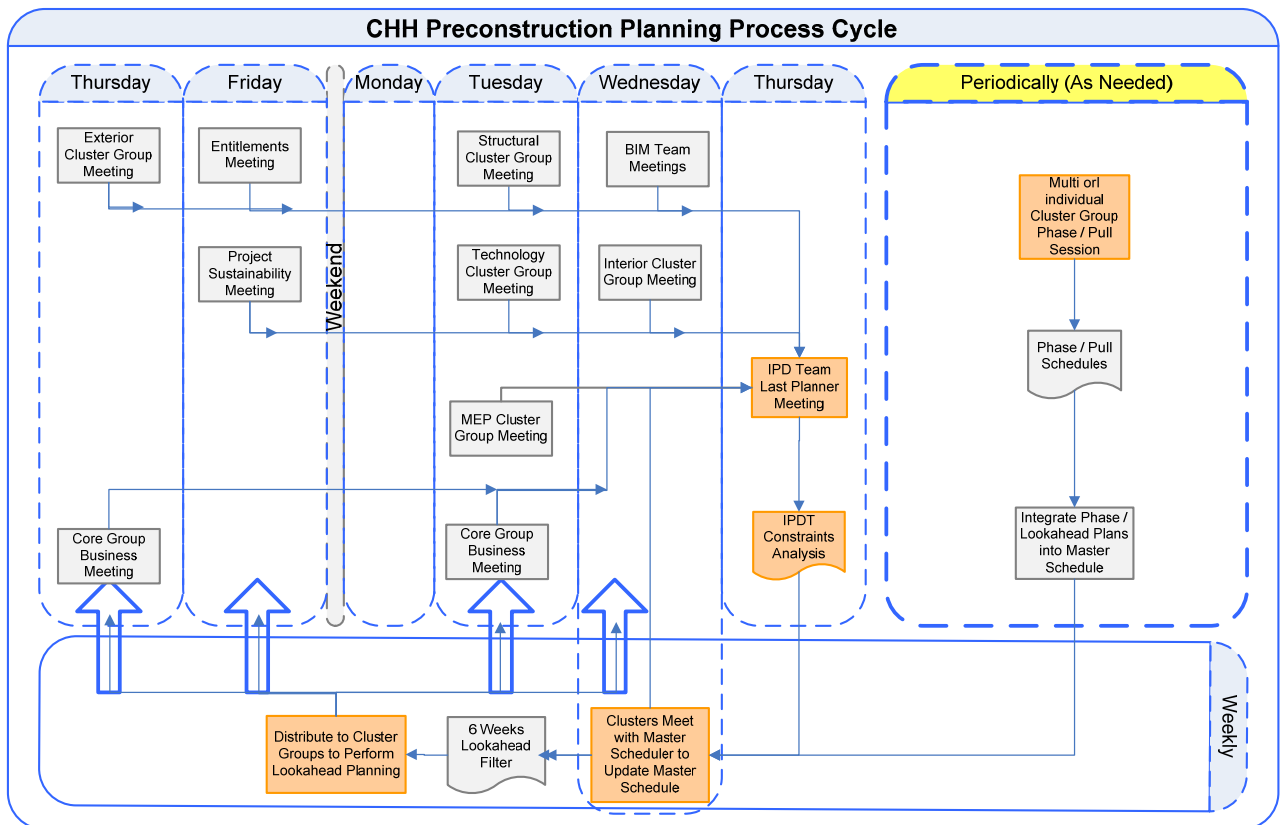 CHH Preconstruction Planning Process Cycle
Thursday
Friday
Weekend
Monday
Tuesday
Wednesday
Thursday
Periodically (As Needed)
Exterior
Cluster Group
Meeting
Entitlements
Meeting
Structural
Cluster Group
Meeting
BIM Team
Meetings
Multi orl
individual
Cluster Group
Phase / Pull
Session
Project
Sustainability
Meeting
Technology
Cluster Group
Meeting
Interior Cluster
Group Meeting
Phase / Pull
Schedules
IPD Team
Last Planner
Meeting
MEP Cluster
Group Meeting
Core Group
Business
Meeting
Core Group
Business
Meeting
IPDT
Constraints
Analysis
Integrate Phase /
Lookahead Plans
into Master
Schedule
Weekly
Distribute to Cluster
Groups to Perform
Lookahead Planning
6 Weeks
Lookahead
Filter
Clusters Meet
with Master
Scheduler to
Update Master
Schedule